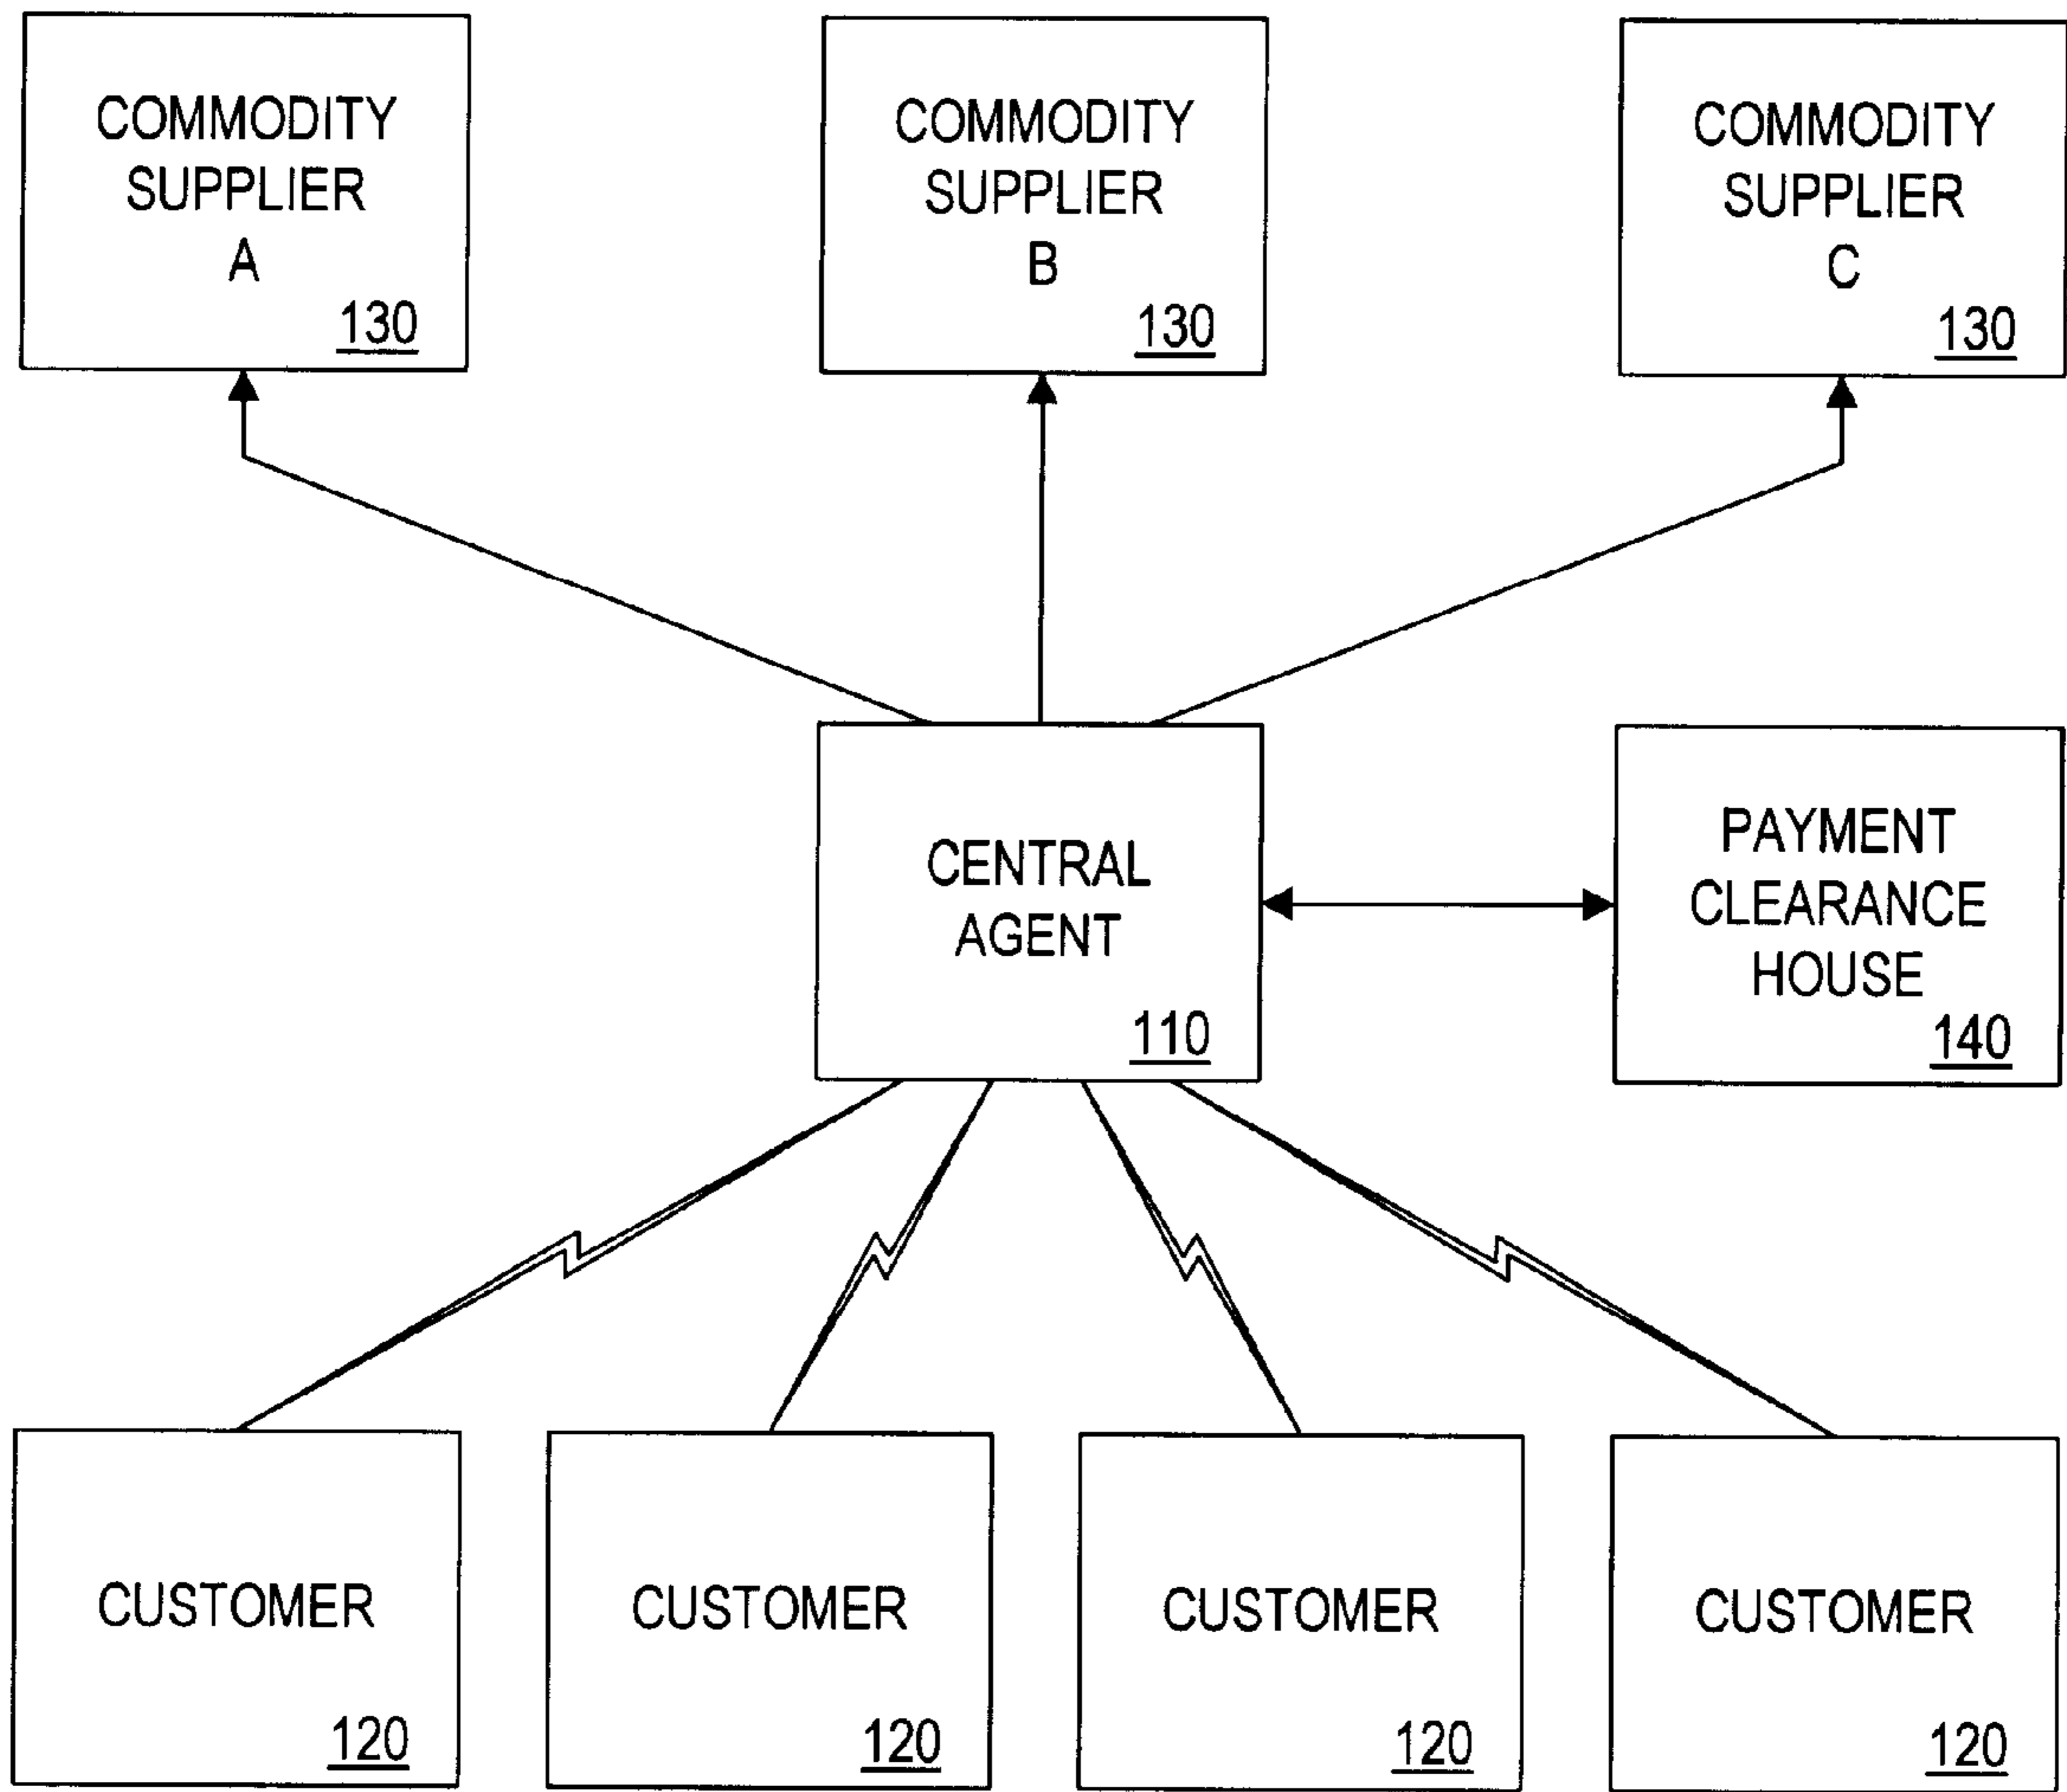 COMMODITY
SUPPLIER
A
130
COMMODITY
SUPPLIER
B
130
COMMODITY
SUPPLIER
C
130
CENTRAL
AGENT
110
PAYMENT
CLEARANCE
HOUSE
140
CUSTOMER
120
CUSTOMER
120
CUSTOMER
120
CUSTOMER
120